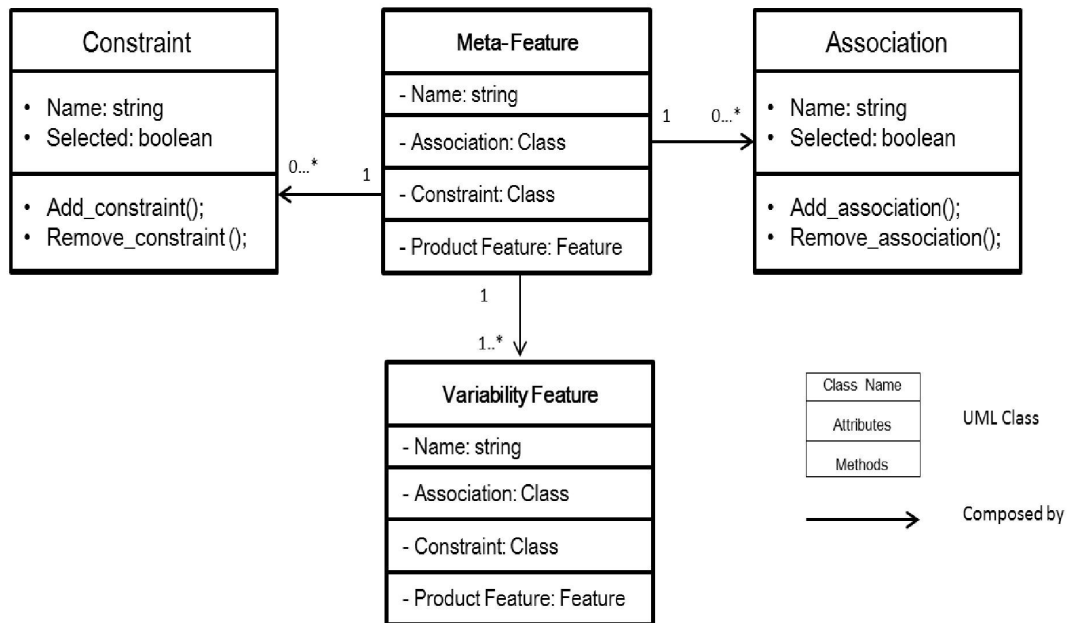 Constraint
• Name: string
• Selected: boolean
• Add_constraint();
• Remove_constraint ();
0...*
1
Meta-Feature
- Name: string
- Association: Class
- Constraint: Class
- Product Feature: Feature
1
0...*
Association
• Name: string
• Selected: boolean
• Add_association();
• Remove_association();
1
1..*
Variability Feature
- Name: string
- Association: Class
- Constraint: Class
- Product Feature: Feature
Class Name
Attributes
Methods
UML Class
Composed by